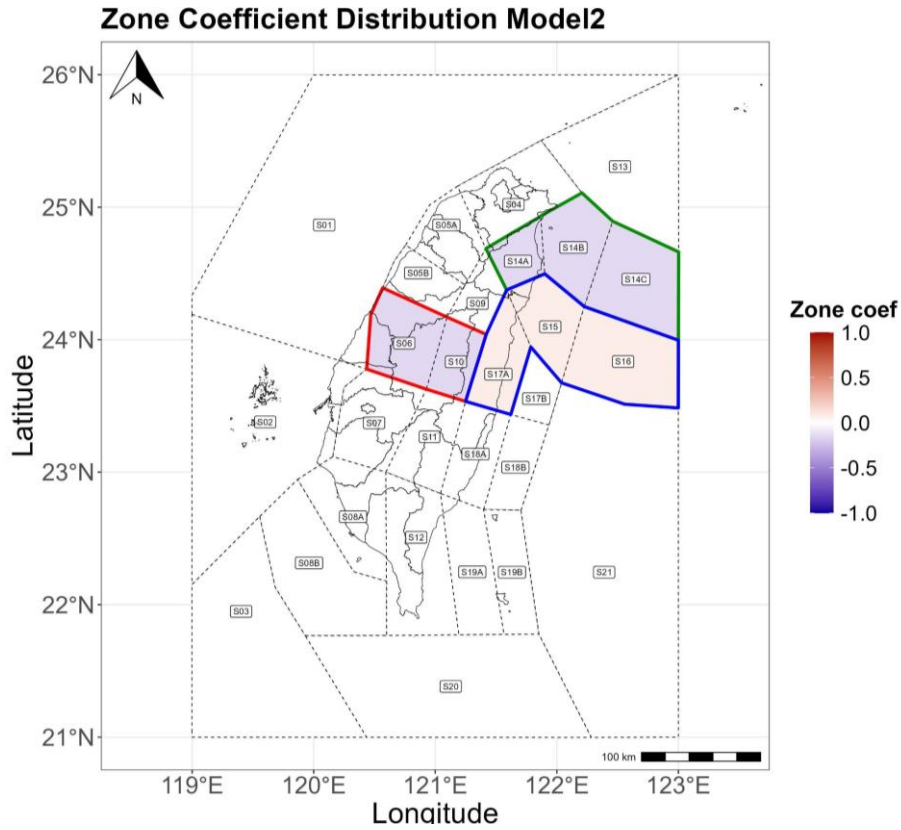 Zone Coefficient Distribution Model2
26°N
25°N
24°N
23°N
22°N
21°N
Latitude
N
S13
S04
S01
S05A
S14B
S14A
S05B
S14C
S09
S15
S06
S10
S16
S17A
S17B
S02
S07
S11
S18A
S18B
S08A
S12
S08B
S19A
S19B
S21
S03
S20
100 km
119°E
120°E
121°E
122°E
123°E
Longitude
Zone coef
1.0
0.5
0.0
-0.5
-1.0